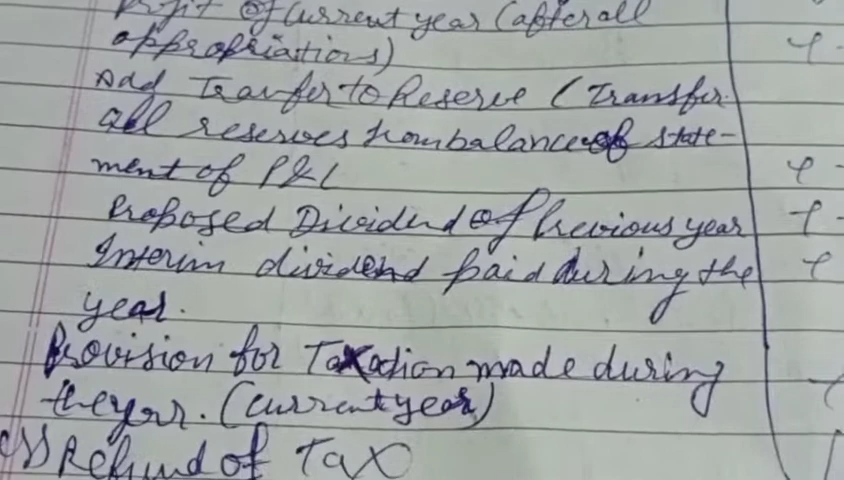 Profit of Current year (after all
appropriations)
Add Tranfer to Reserve (Transfer
all reserves from balance of State-
ment of P&L
Proposed Dividend of Previous year
Interim dividend paid during the
year.
Provision for Taxation made during
the year. (current year)
Refund of Tax